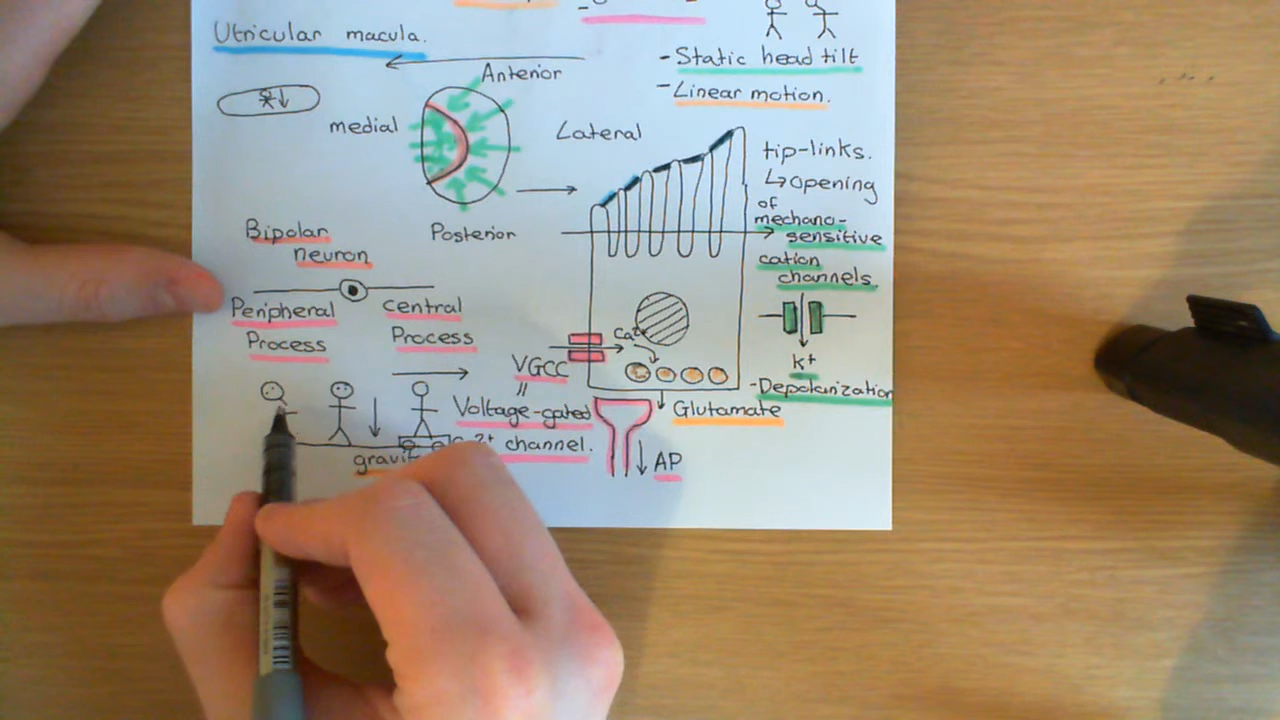 Utricular macula.
- Static head tilt
- Linear motion.
Anterior
medial
Lateral
Posterior
tip-links.
↳ opening
of
mechano-
sensitive
cation
channels.
Bipolar
neuron
Peripheral
Process
central
Process
Ca²⁺
K+
-Depolarization
VGCC
=
Voltage-gated
2+ channel.
Glutamate
AP